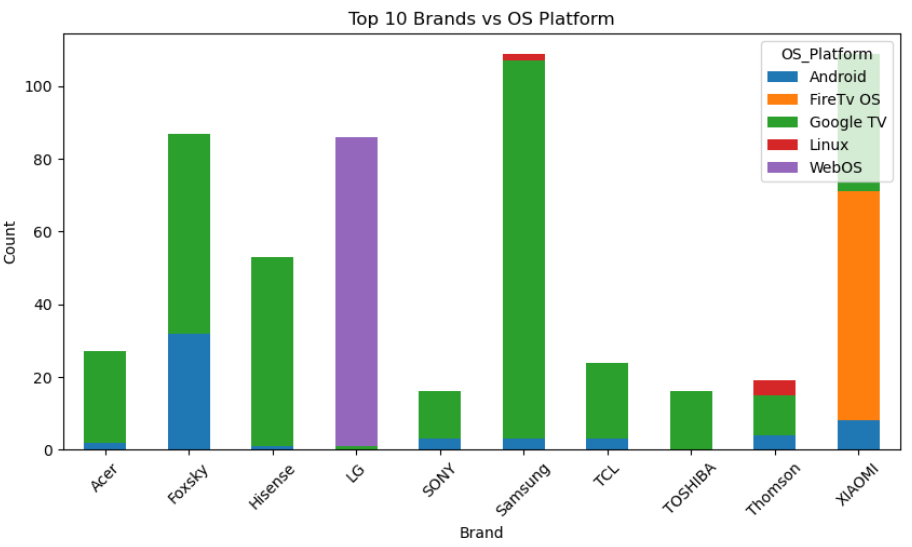 Top 10 Brands vs OS Platform
OS_Platform
Android
FireTv OS
Google TV
Linux
WebOS
Count
100
80
60
40
20
0
Acer
Foxsky
Hisense
LG
SONY
Samsung
TCL
TOSHIBA
Thomson
XIAOMI
Brand